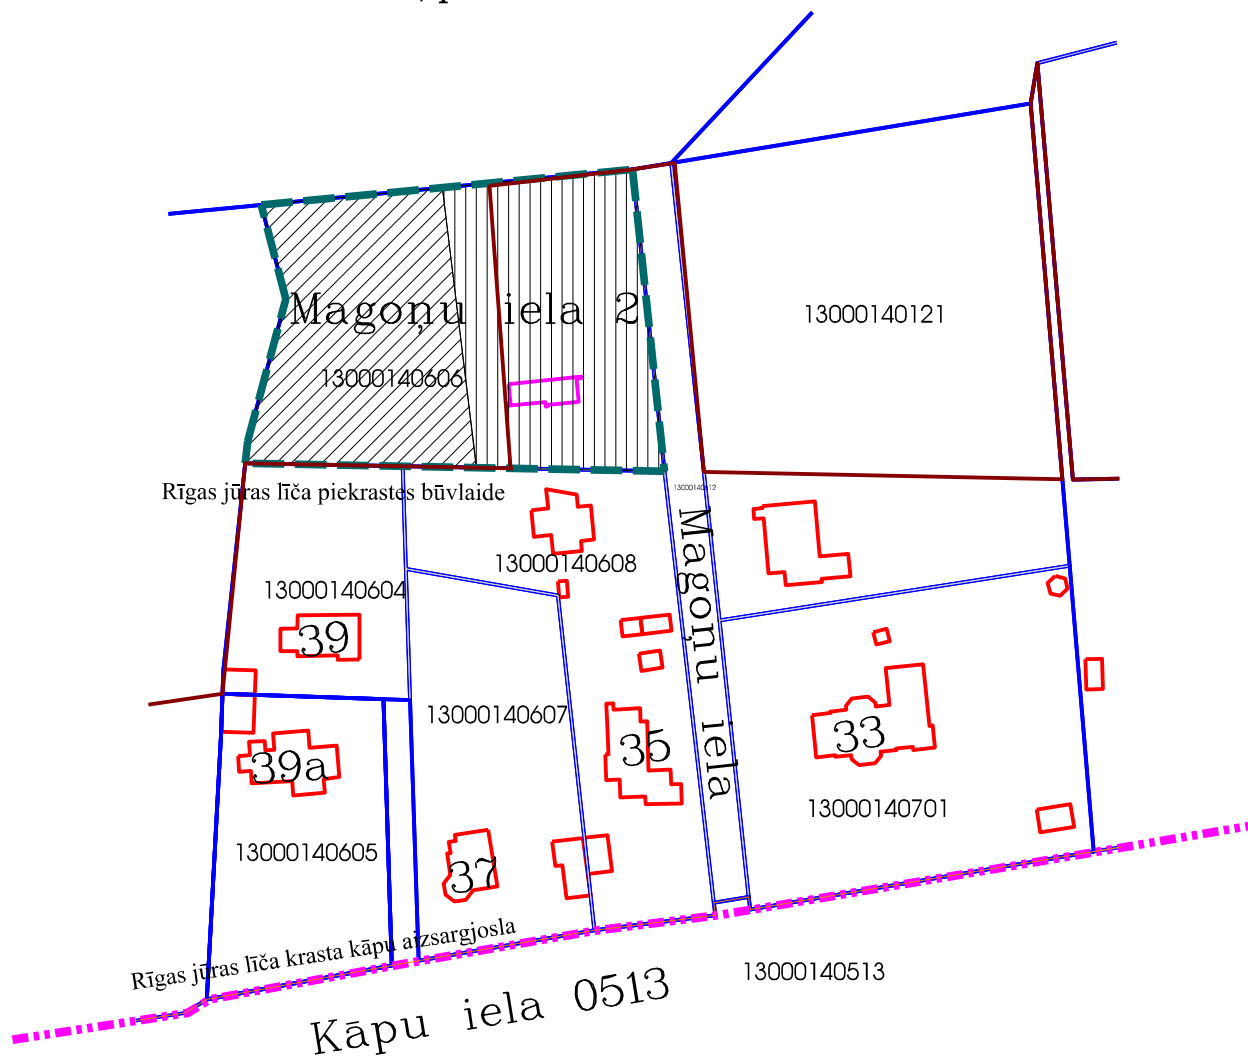 Magoņu iela 2
13000140121
13000140606
Rīgas jūras līča piekrastes būvlaide
13000140612
13000140608
13000140604
39
Magoņu iela
13000140607
35
33
39a
13000140701
13000140605
37
Rīgas jūras līča krasta kāpu aizsargjosla
13000140513
Kāpu iela 0513